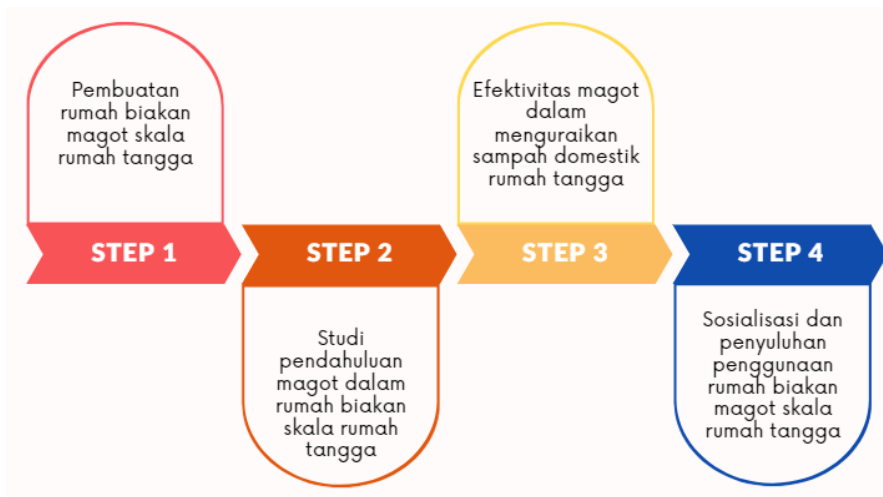 Pembuatan
rumah biakan
magot skala
rumah tangga
STEP 1
STEP 2
Studi
pendahuluan
magot dalam
rumah biakan
skala rumah
tangga
Efektivitas magot
dalam
menguraikan
sampah domestik
rumah tangga
STEP 3
STEP 4
Sosialisasi dan
penyuluhan
penggunaan
rumah biakan
magot skala
rumah tangga